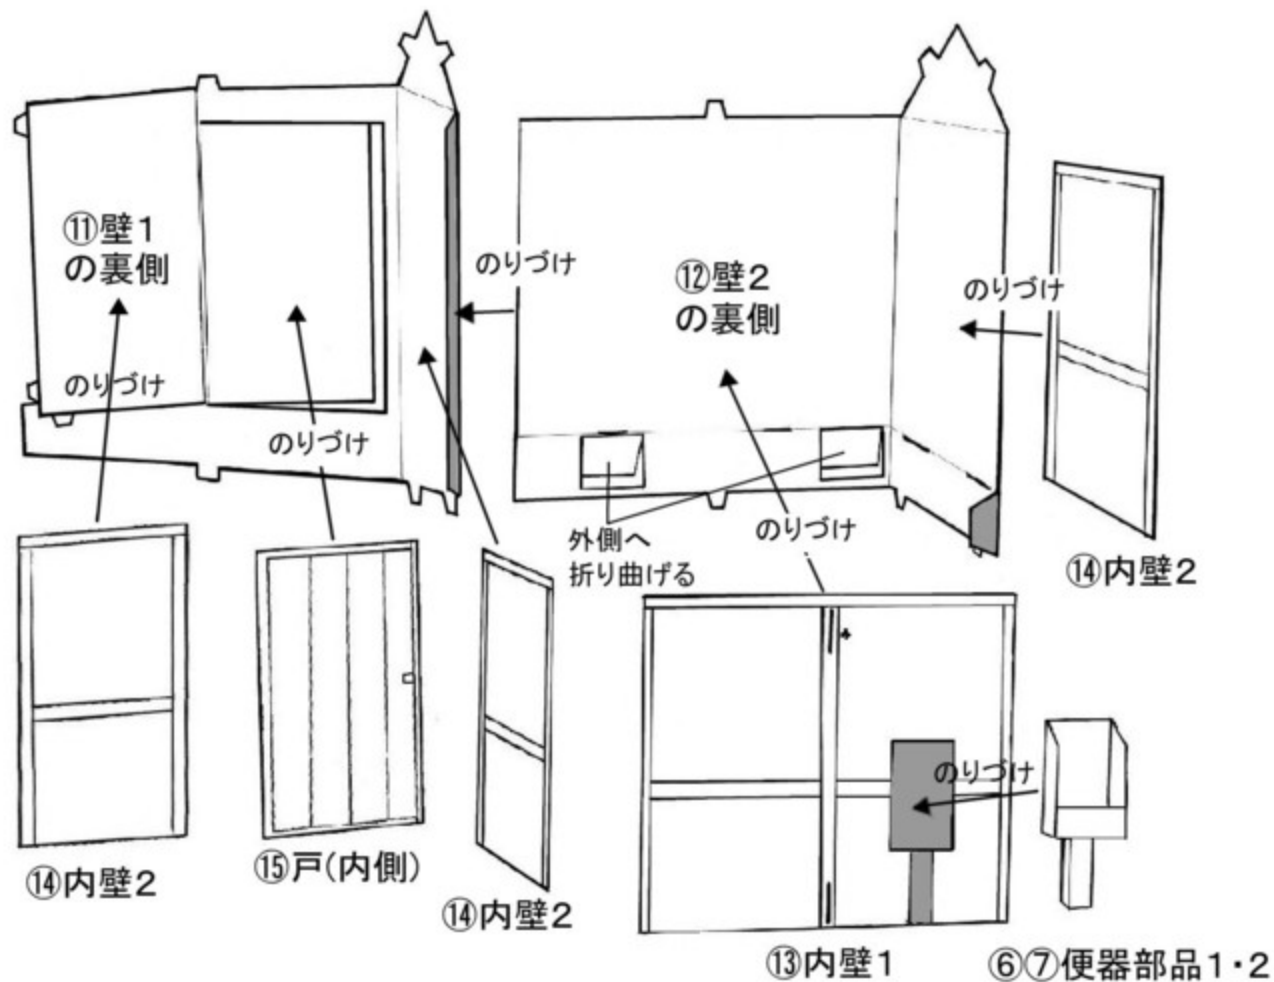 ⑪壁1
の裏側
のりづけ
のりづけ
のりづけ
⑫壁2
の裏側
のりづけ
外側へ
折り曲げる
のりづけ
⑭内壁2
⑭内壁2
⑮戸(内側)
⑭内壁2
のりづけ
⑬内壁1
⑥⑦便器部品1・2